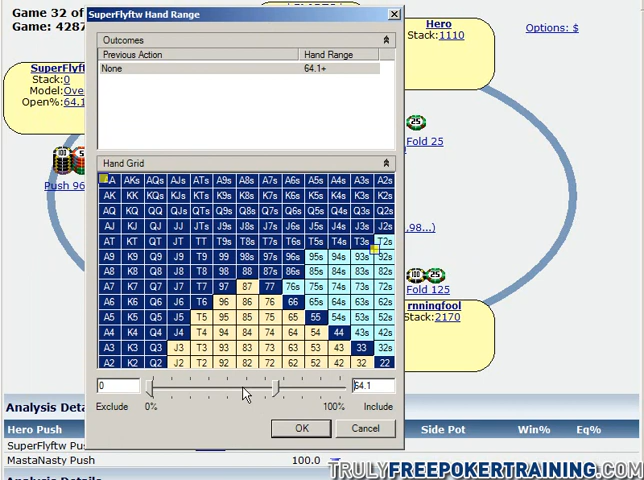 Game 32 of
Game: 4287
SuperFlyftw Hand Range
Outcomes
Previous Action Hand Range
None 64.1+
Hero
Stack:1110
Options: $
SuperFlyft
Stack:0
Model:Ove
Open%:64.1
100
Push 96
25
Fold 25
,98...)
100 25
Fold 125
rnningfool
Stack:2170
Hand Grid
A AKs AQs AJs ATs A9s A8s A7s A6s A5s A4s A3s A2s
AK KK KQs KJs KTs K9s K8s K7s K6s K5s K4s K3s K2s
AQ KQ QQ QJs QTs Q9s Q8s Q7s Q6s Q5s Q4s Q3s Q2s
AJ KJ QJ JJ JTs J9s J8s J7s J6s J5s J4s J3s J2s
AT KT QT JT TT T9s T8s T7s T6s T5s T4s T3s T2s
A9 K9 Q9 J9 T9 99 98s 97s 96s 95s 94s 93s 92s
A8 K8 Q8 J8 T8 98 88 87s 86s 85s 84s 83s 82s
A7 K7 Q7 J7 T7 97 87 77 76s 75s 74s 73s 72s
A6 K6 Q6 J6 T6 96 86 76 66 65s 64s 63s 62s
A5 K5 Q5 J5 T5 95 85 75 65 55 54s 53s 52s
A4 K4 Q4 J4 T4 94 84 74 64 54 44 43s 42s
A3 K3 Q3 J3 T3 93 83 73 63 53 43 33 32s
A2 K2 Q2 J2 T2 92 82 72 62 52 42 32 22
0 64.1
Exclude 0% 100% Include
OK Cancel
Analysis Deta
Hero Push Side Pot Win% Eq%
SuperFlyftw Pu
MastaNasty Push 100.0
Analysis Details
TRULYFREEPOKERTRAINING.COM